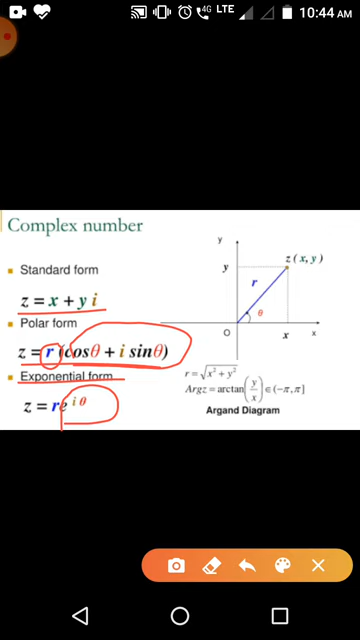 4G LTE 10:44 AM
Complex number
Standard form
z = x + y i
Polar form
z = r (cosθ + i sinθ)
Exponential form
z = re^{iθ}
y
z ( x, y )
y
r
θ
O
x
x
r = √x² + y²
Argz = arctan(y/x) ∈ (−π, π]
Argand Diagram